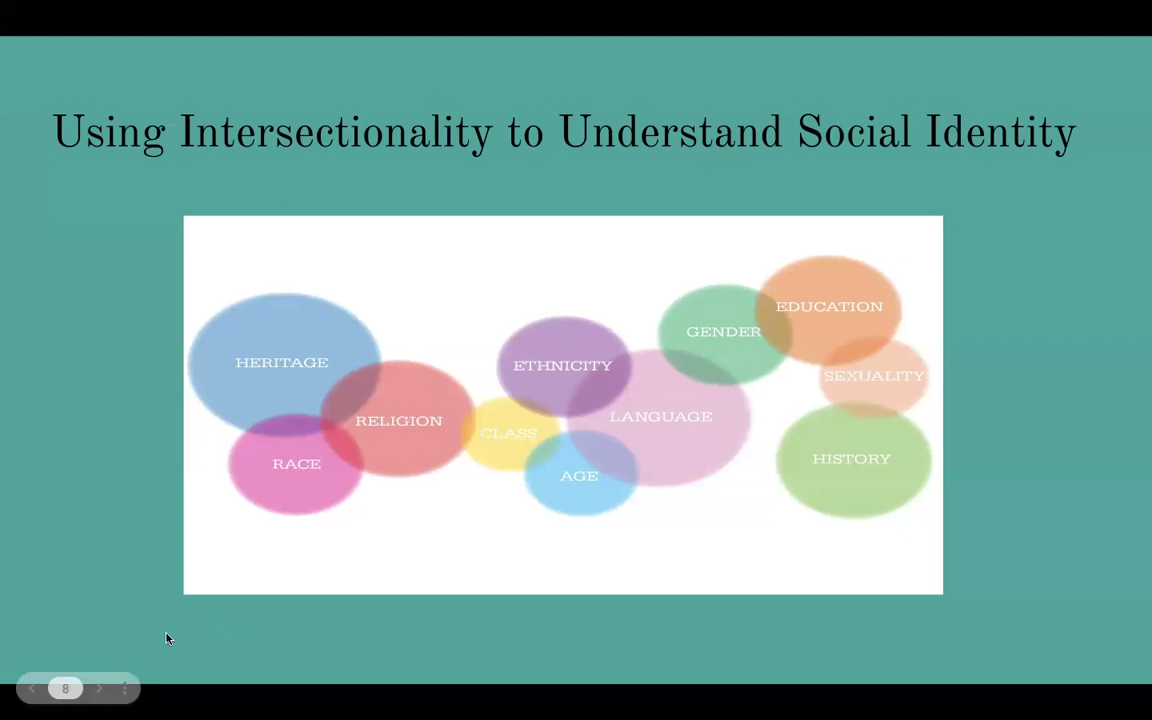 Using Intersectionality to Understand Social Identity
HERITAGE
RELIGION
RACE
ETHNICITY
CLASS
AGE
LANGUAGE
GENDER
EDUCATION
SEXUALITY
HISTORY
8